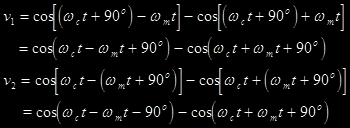 v₁ = cos[(ω_c t + 90°) − ω_m t] − cos[(ω_c t + 90°) + ω_m t]
= cos(ω_c t − ω_m t + 90°) − cos(ω_c t + ω_m t + 90°)
v₂ = cos[ω_c t − (ω_m t + 90°)] − cos[ω_c t + (ω_m t + 90°)]
= cos(ω_c t − ω_m t − 90°) − cos(ω_c t + ω_m t + 90°)